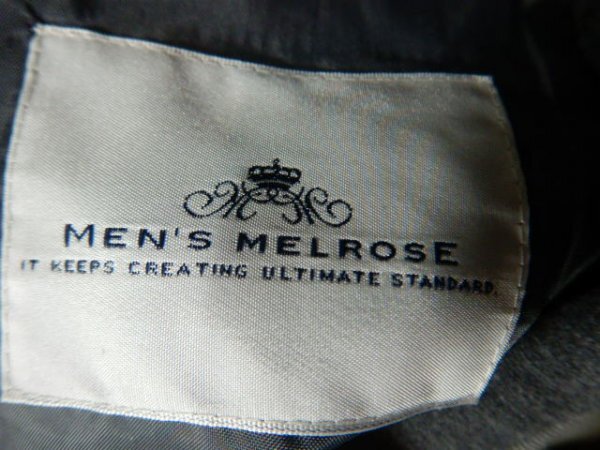 MEN'S MELROSE
IT KEEPS CREATING ULTIMATE STANDARD.